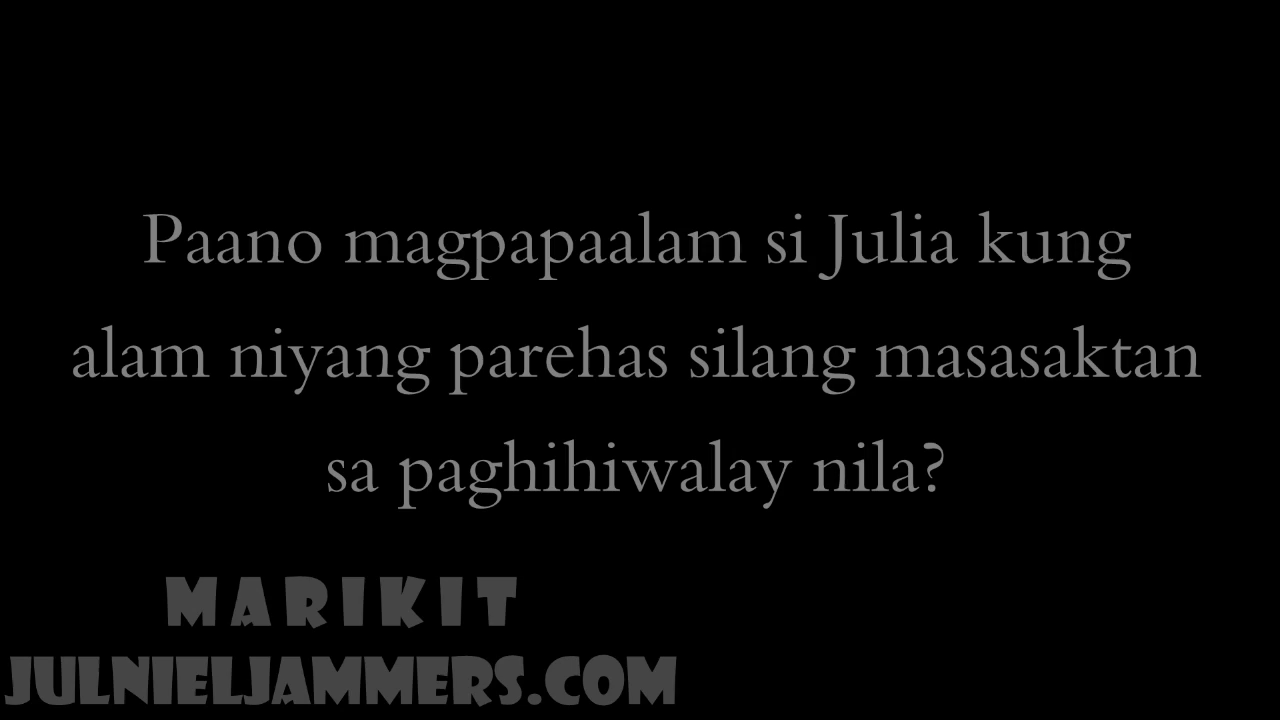 Paano magpapaalam si Julia kung
alam niyang parehas silang masasaktan
sa paghihiwalay nila?
MARIKIT
JULNIELJAMMERS.COM